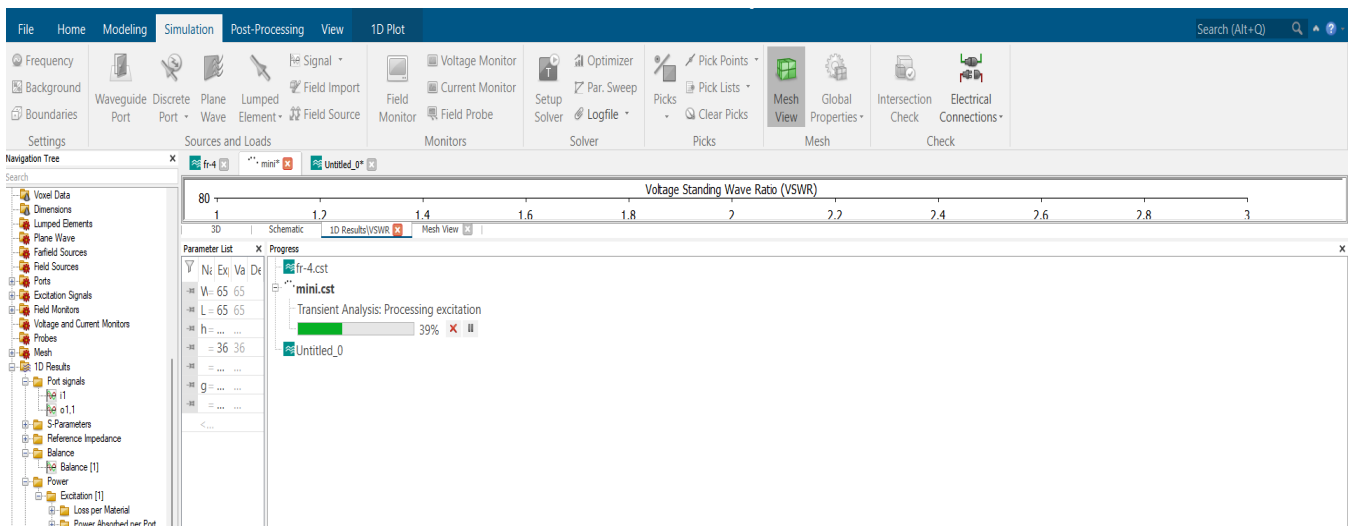 File Home Modeling Simulation Post-Processing View 1D Plot Search (Alt+Q)
Frequency
Background
Boundaries
Settings
Waveguide Port
Discrete Port
Plane Wave
Lumped Element
Signal
Field Import
Field Source
Sources and Loads
Field Monitor
Voltage Monitor
Current Monitor
Field Probe
Monitors
Setup Solver
Optimizer
Par. Sweep
Logfile
Solver
Picks
Pick Points
Pick Lists
Clear Picks
Picks
Mesh View
Global Properties
Mesh
Intersection Check
Electrical Connections
Check
Navigation Tree
Search
Voxel Data
Dimensions
Lumped Elements
Plane Wave
Farfield Sources
Field Sources
Ports
Excitation Signals
Field Monitors
Voltage and Current Monitors
Probes
Mesh
1D Results
Port signals
i1
o1,1
S-Parameters
Reference Impedance
Balance
Balance [1]
Power
Excitation [1]
Loss per Material
Power Absorbed per Port
fr-4 mini* Untitled_0*
Voltage Standing Wave Ratio (VSWR)
80
1 1.2 1.4 1.6 1.8 2 2.2 2.4 2.6 2.8 3
3D Schematic 1D Results\VSWR Mesh View
Parameter List
Na Ex Va De
W= 65 65
L = 65 65
h = ... ...
= 36 36
= ... ...
g = ... ...
= ... ...
<...
Progress
fr-4.cst
mini.cst
Transient Analysis: Processing excitation
39%
Untitled_0